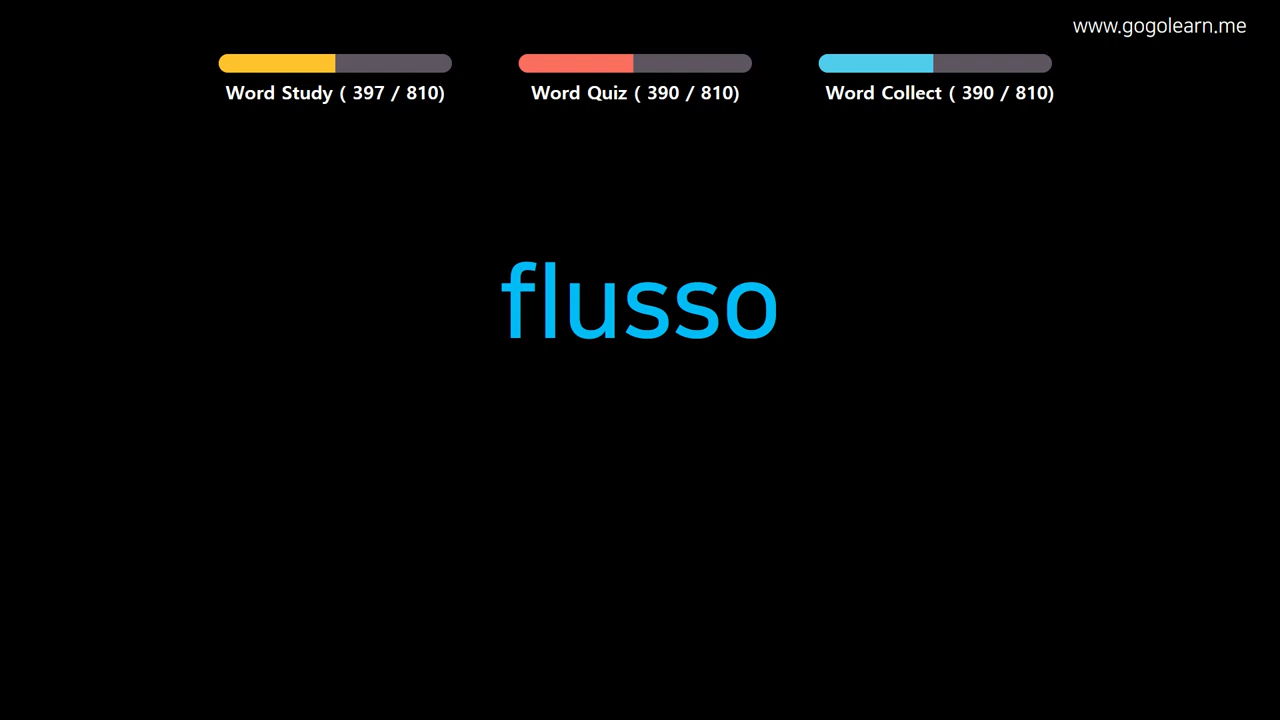 www.gogolearn.me
Word Study ( 397 / 810)
Word Quiz ( 390 / 810)
Word Collect ( 390 / 810)
flusso